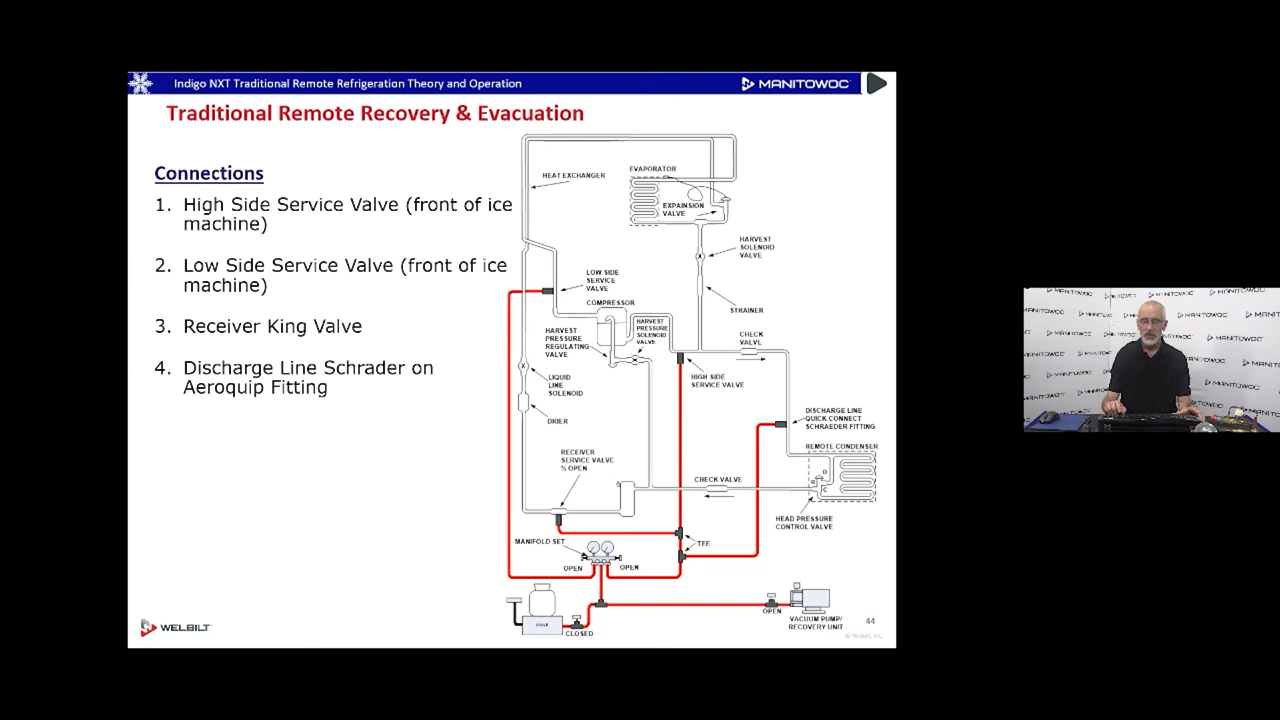 Indigo NXT Traditional Remote Refrigeration Theory and Operation
MANITOWOC
Traditional Remote Recovery & Evacuation
Connections
1. High Side Service Valve (front of ice
machine)
2. Low Side Service Valve (front of ice
machine)
3. Receiver King Valve
4. Discharge Line Schrader on
Aeroquip Fitting
HEAT EXCHANGER
EVAPORATOR
EXPAINSION
VALVE
HARVEST
SOLENOID
VALVE
LOW SIDE
SERVICE
VALVE
COMPRESSOR
STRAINER
HARVEST
PRESSURE
REGULATING
VALVE
HARVEST
PRESSURE
SOLENOID
VALVE
CHECK
VALVE
LIQUID
LINE
SOLENOID
HIGH SIDE
SERVICE VALVE
DRIER
DISCHARGE LINE
QUICK CONNECT
SCHRAEDER FITTING
REMOTE CONDENSER
RECEIVER
SERVICE VALVE
½ OPEN
CHECK VALVE
HEAD PRESSURE
CONTROL VALVE
MANIFOLD SET
TEE
OPEN
OPEN
OPEN
CLOSED
VACUUM PUMP/
RECOVERY UNIT
44
WELBILT